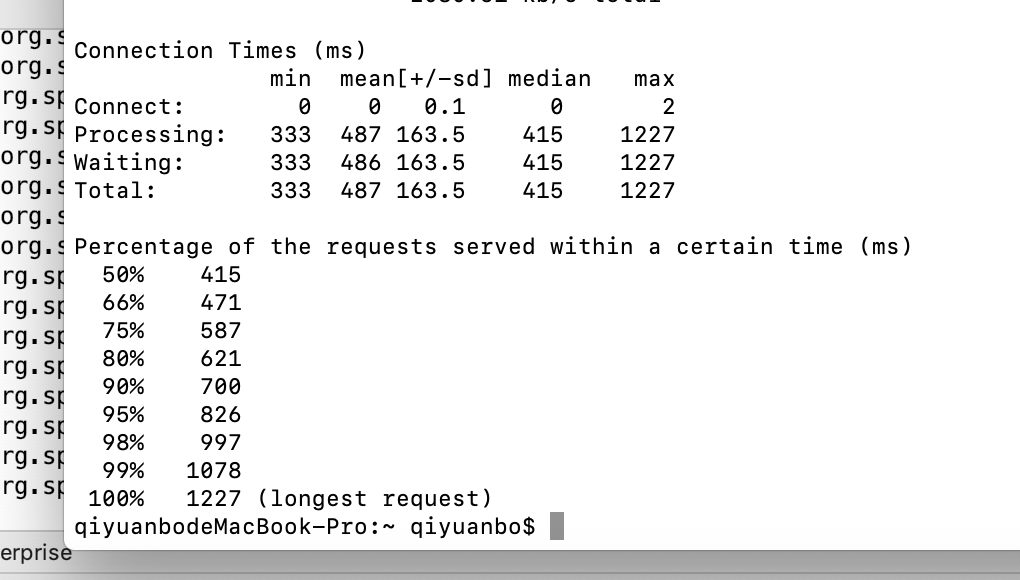 Connection Times (ms)
              min  mean[+/-sd] median   max
Connect:        0    0   0.1      0       2
Processing:   333  487 163.5    415    1227
Waiting:      333  486 163.5    415    1227
Total:        333  487 163.5    415    1227
Percentage of the requests served within a certain time (ms)
  50%    415
  66%    471
  75%    587
  80%    621
  90%    700
  95%    826
  98%    997
  99%   1078
 100%   1227 (longest request)
qiyuanbodeMacBook-Pro:~ qiyuanbo$
org.s
org.s
rg.sp
rg.sp
org.s
org.s
org.s
org.s
rg.sp
rg.sp
rg.sp
rg.sp
rg.sp
rg.sp
rg.sp
rg.sp
erprise